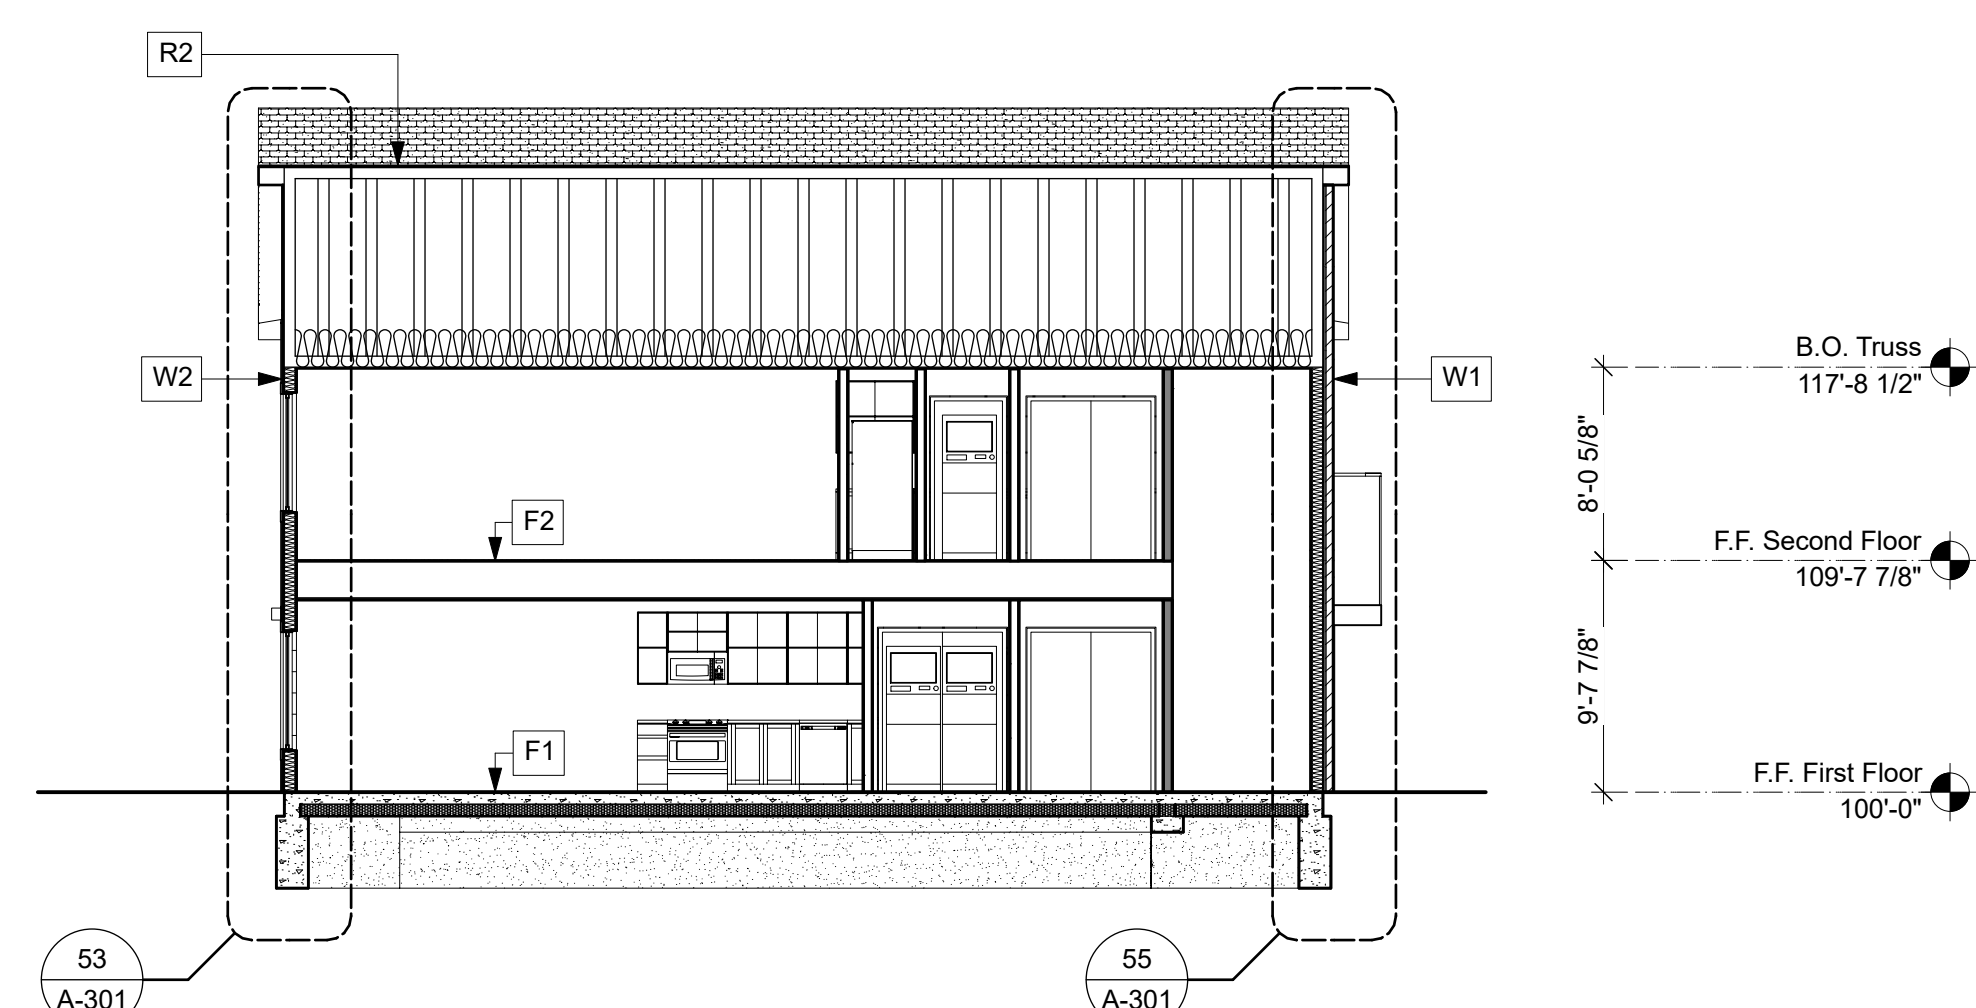 R2
W2
W1
B.O. Truss
117'-8 1/2"
8'-0 5/8"
F2
F.F. Second Floor
109'-7 7/8"
9'-7 7/8"
F1
F.F. First Floor
100'-0"
53
A-301
55
A-301